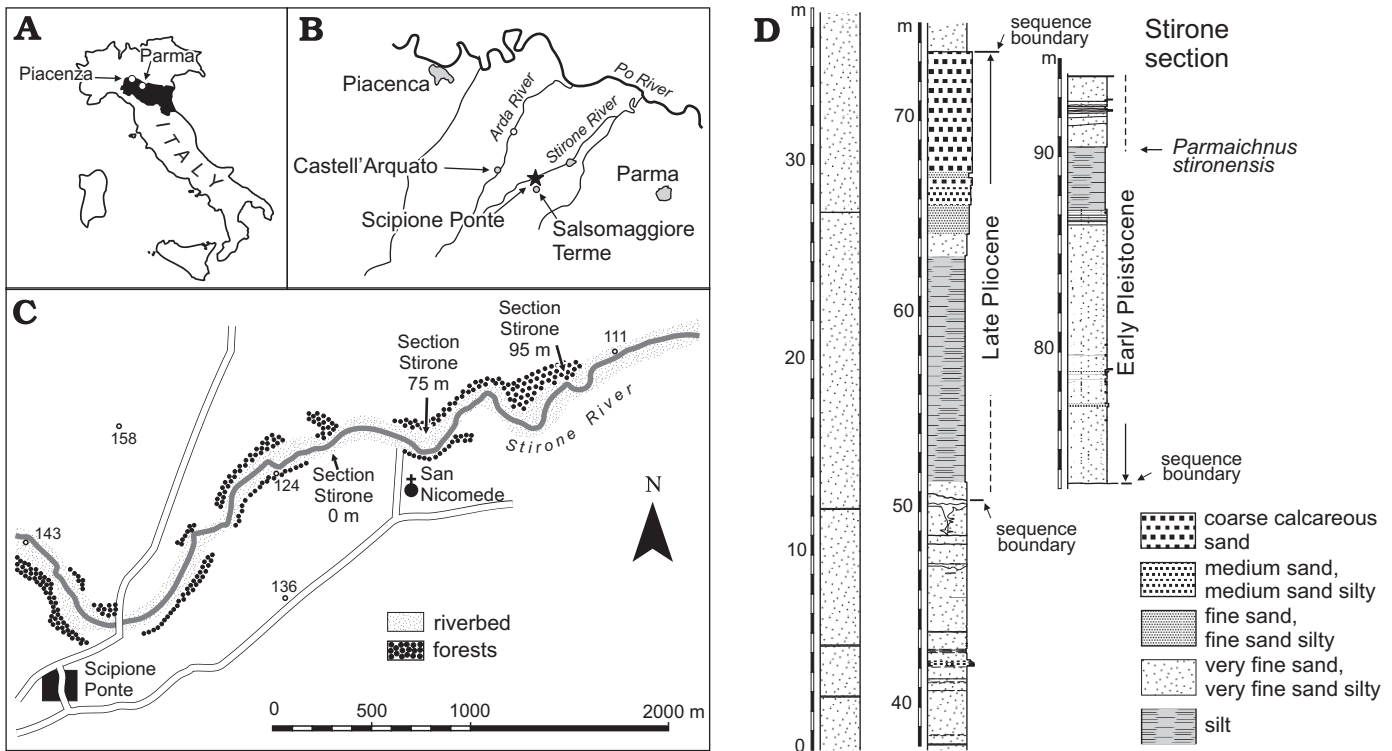 A
Parma
Piacenza
ITALY
B
Piacenca
Po River
Arda River
Stirone River
Castell'Arquato
Parma
Scipione Ponte
Salsomaggiore
Terme
C
Section
Stirone
95 m
111
Section
Stirone
75 m
Stirone River
158
124
Section
Stirone
0 m
San
Nicomede
N
143
136
riverbed
forests
Scipione
Ponte
0 500 1000 2000 m
D
m
30
20
10
0
m
70
60
50
40
sequence
boundary
Late Pliocene
sequence
boundary
Stirone
section
m
90
80
Parmaichnus
stironensis
Early Pleistocene
sequence
boundary
coarse calcareous
sand
medium sand,
medium sand silty
fine sand,
fine sand silty
very fine sand,
very fine sand silty
silt